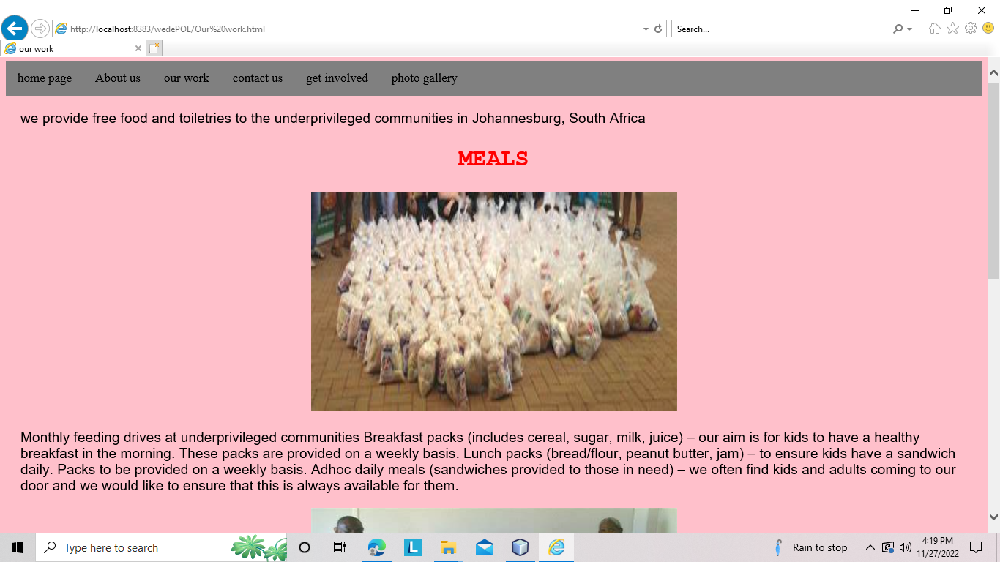 http://localhost:8383/wedePOE/Our%20work.html
Search...
our work
home page About us our work contact us get involved photo gallery
we provide free food and toiletries to the underprivileged communities in Johannesburg, South Africa
MEALS
Monthly feeding drives at underprivileged communities Breakfast packs (includes cereal, sugar, milk, juice) – our aim is for kids to have a healthy
breakfast in the morning. These packs are provided on a weekly basis. Lunch packs (bread/flour, peanut butter, jam) – to ensure kids have a sandwich
daily. Packs to be provided on a weekly basis. Adhoc daily meals (sandwiches provided to those in need) – we often find kids and adults coming to our
door and we would like to ensure that this is always available for them.
Type here to search
L
Rain to stop
4:19 PM
11/27/2022